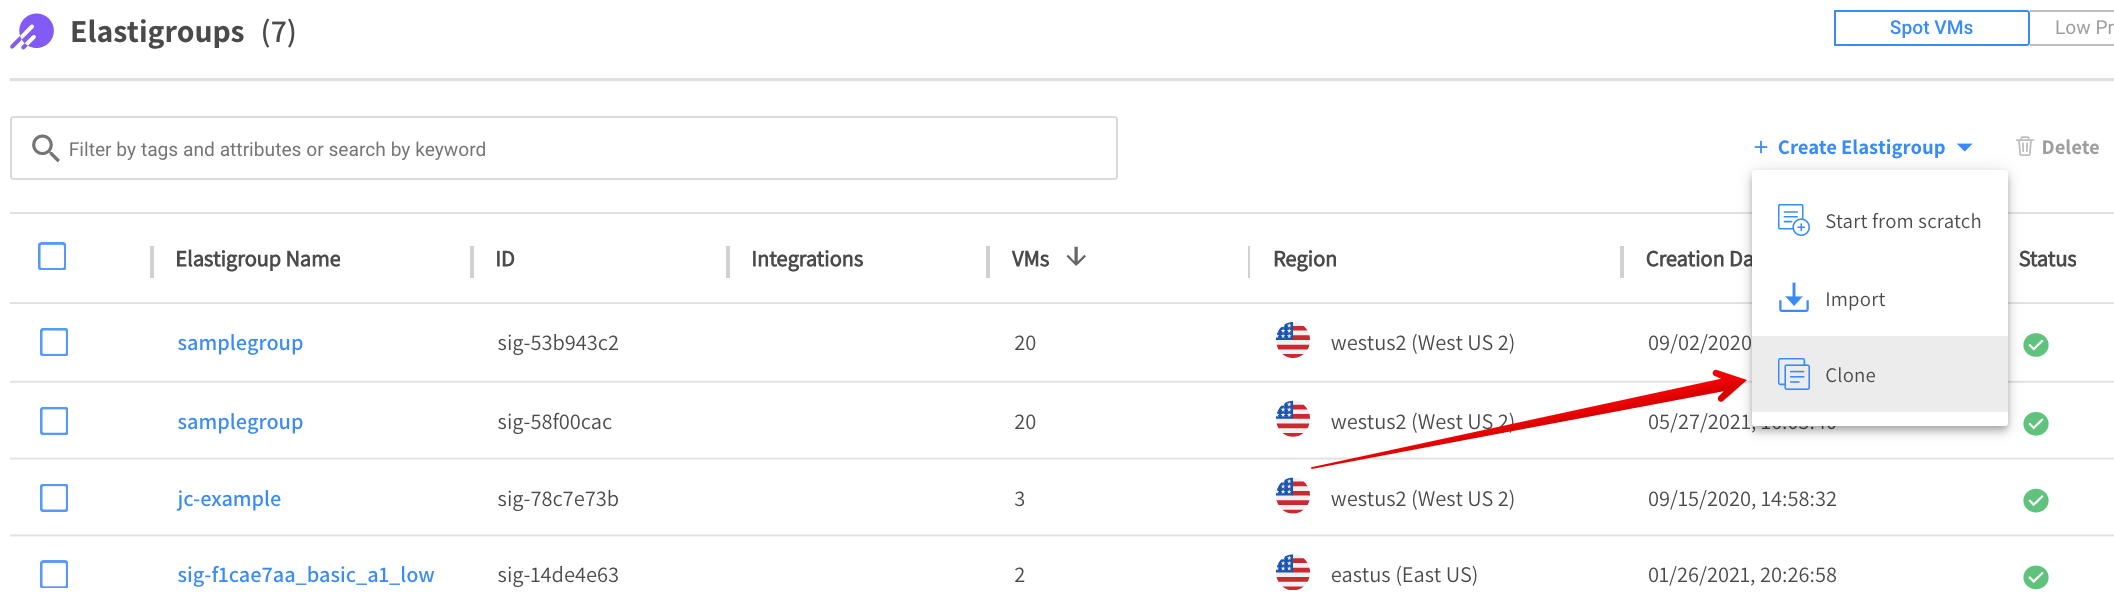 Elastigroups (7)
Spot VMs
Low Pr
Filter by tags and attributes or search by keyword
+ Create Elastigroup
Delete
Start from scratch
Import
Clone
Elastigroup Name ID Integrations VMs Region Creation Da Status
samplegroup sig-53b943c2 20 westus2 (West US 2) 09/02/2020
samplegroup sig-58f00cac 20 westus2 (West US 2) 05/27/2021,
jc-example sig-78c7e73b 3 westus2 (West US 2) 09/15/2020, 14:58:32
sig-f1cae7aa_basic_a1_low sig-14de4e63 2 eastus (East US) 01/26/2021, 20:26:58